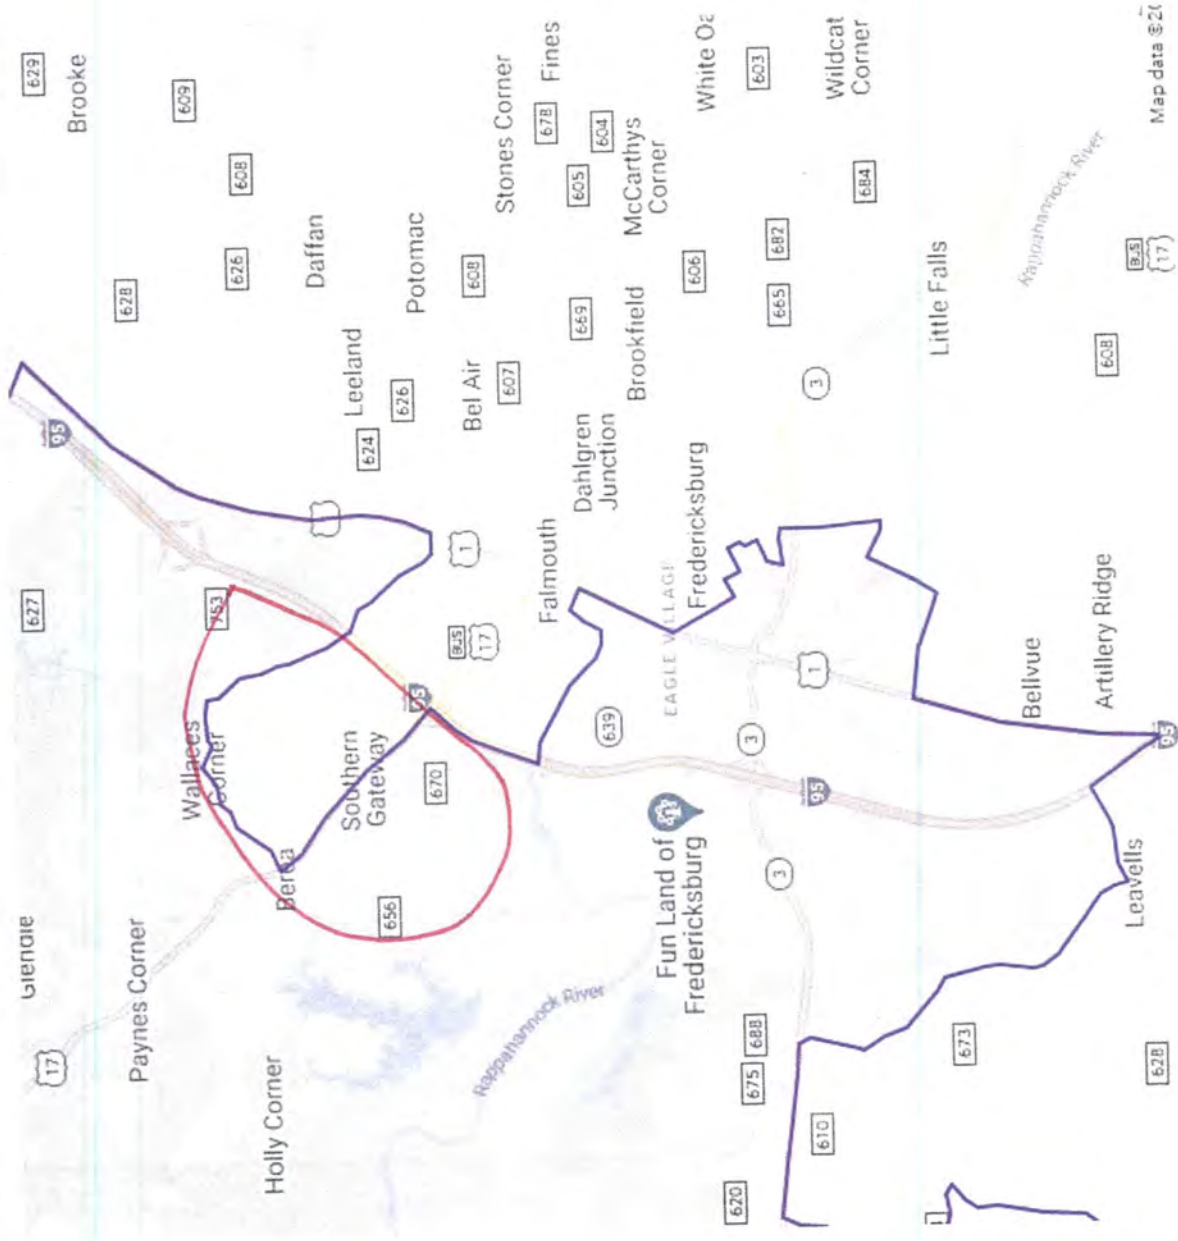 629
Brooke
609
608
626
628
Daffan
Potomac
Leeland
624
626
Bel Air
608
607
Stones Corner
Fines
678
604
605
McCarthys
Corner
669
Brookfield
Dahlgren
Junction
White Oa
603
Wildcat
Corner
684
682
606
665
3
Little Falls
Rappahannock River
BUS
17
608
Map data ©20
95
627
753
1
BUS
17
Falmouth
EAGLE VILLAGE
Fredericksburg
1
Bellvue
Artillery Ridge
95
Wallaces
Corner
Southern
Gateway
95
670
639
3
95
Berea
656
Fun Land of
Fredericksburg
3
Leavells
Glendie
17
Paynes Corner
Holly Corner
Rappahannock River
675
688
673
628
610
620